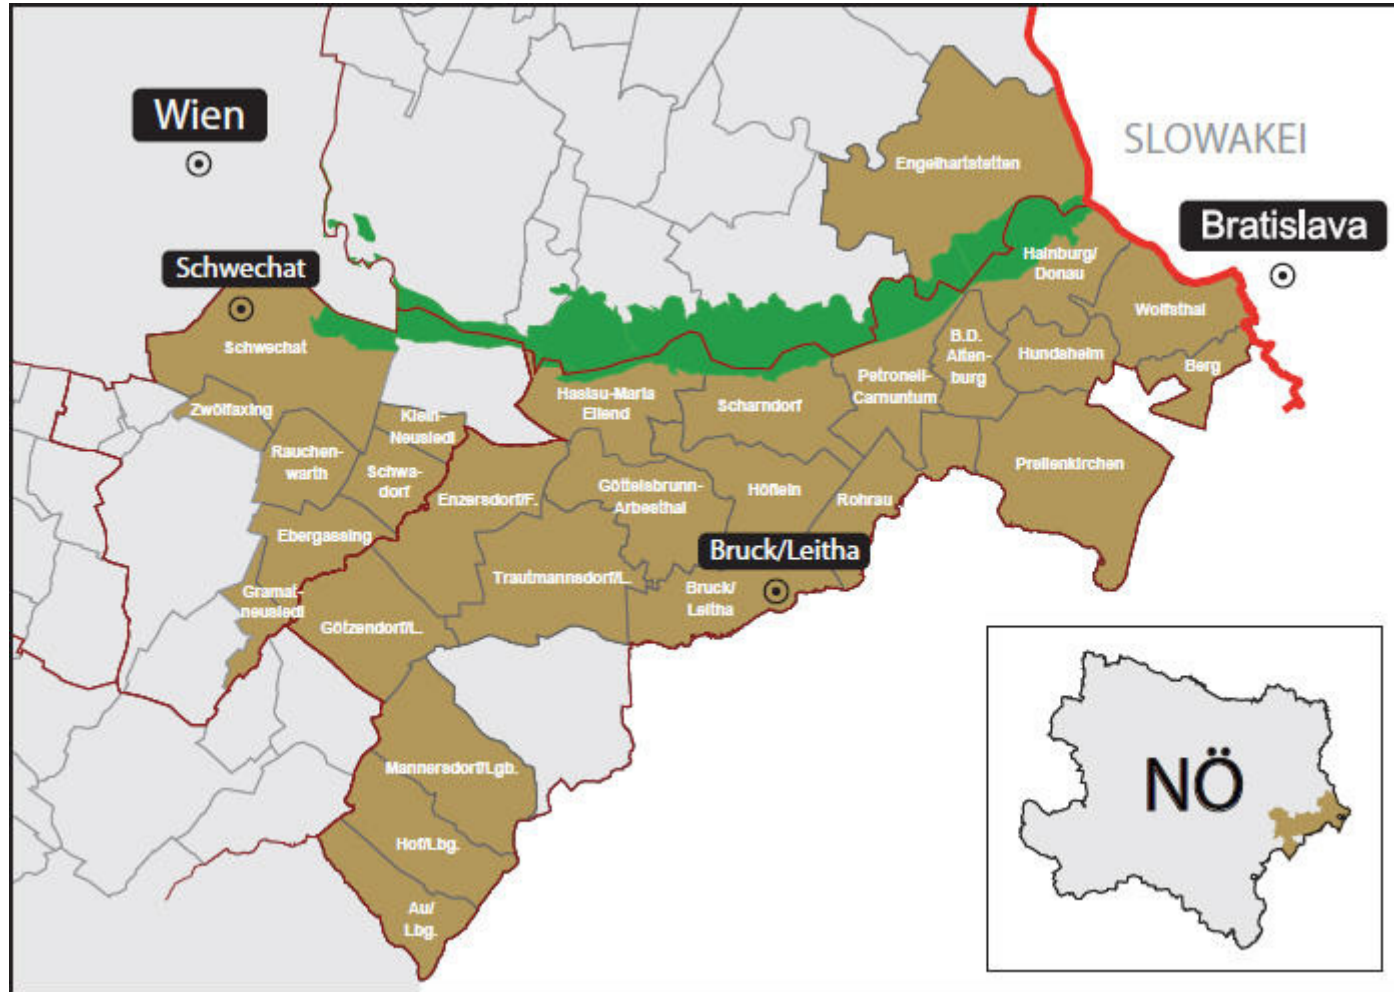 Wien
SLOWAKEI
Engelhartstetten
Bratislava
Schwechat
Hainburg/
Donau
Wolfsthal
Schwechat
B.D.
Alten-
burg
Hundsheim
Berg
Petronell-
Carnuntum
Haslau-Maria
Ellend
Scharndorf
Zwölfaxing
Klein-
Neusiedl
Rauchen-
warth
Schwa-
dorf
Enzersdorf/F.
Göttelsbrunn-
Arbesthal
Höflein
Rohrau
Prellenkirchen
Ebergassing
Bruck/Leitha
Trautmannsdorf/L.
Bruck/
Leitha
Gramat-
neusiedl
Götzendorf/L.
Mannersdorf/Lgb.
Hof/Lbg.
Au/
Lbg.
NÖ